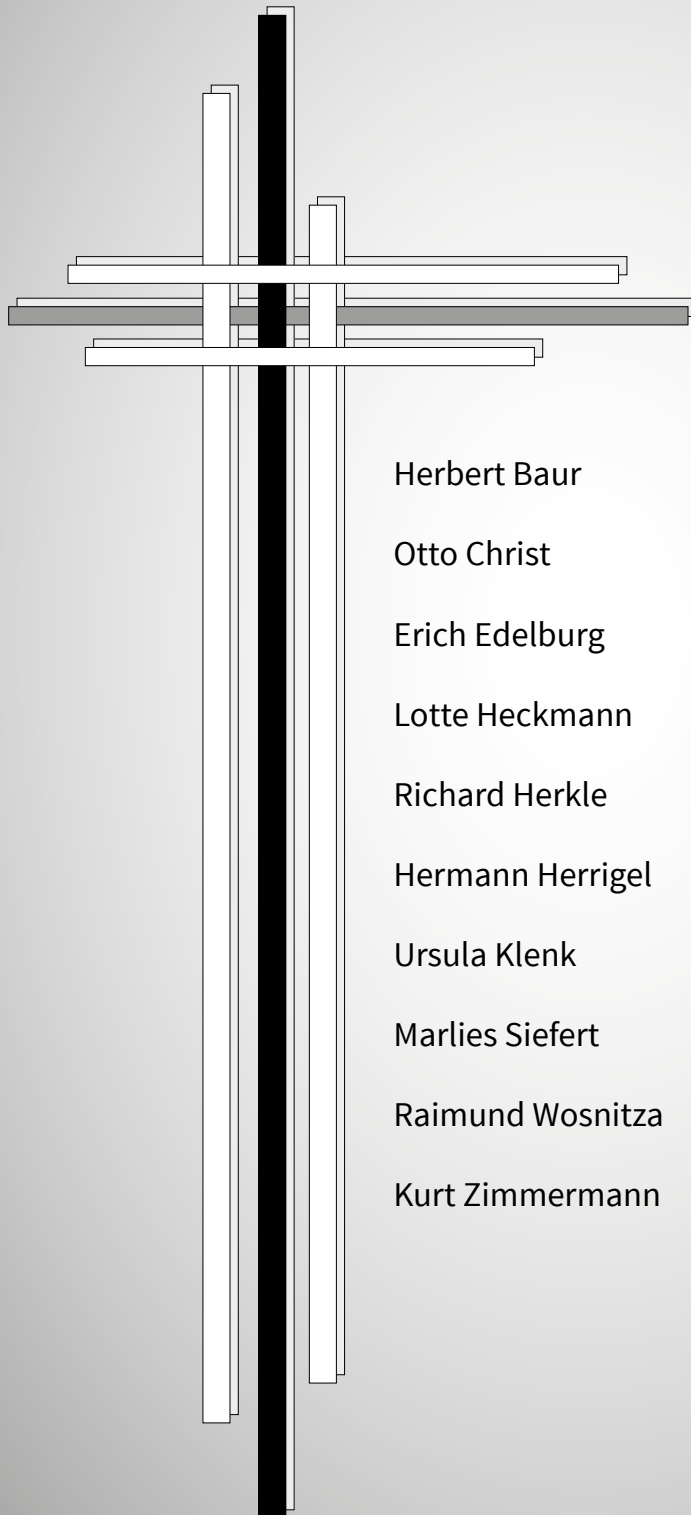 Herbert Baur
Otto Christ
Erich Edelburg
Lotte Heckmann
Richard Herkle
Hermann Herrigel
Ursula Klenk
Marlies Siefert
Raimund Wosnitza
Kurt Zimmermann